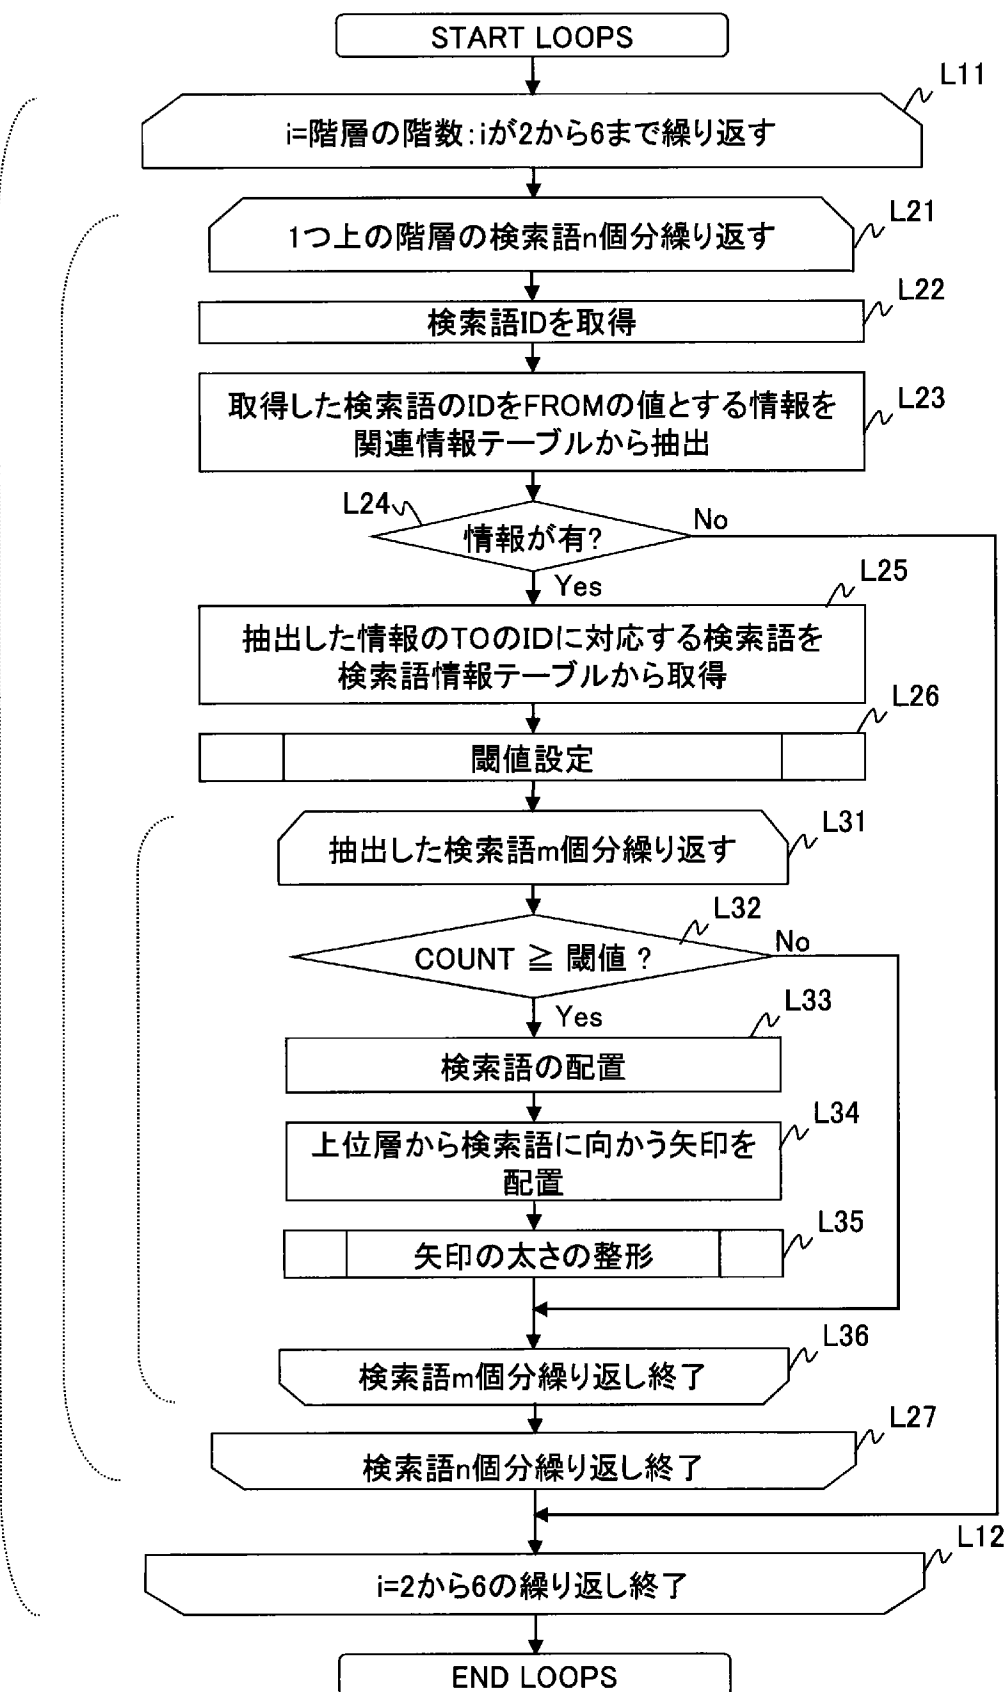 START LOOPS
L11
i=階層の階数:iが2から6まで繰り返す
L21
1つ上の階層の検索語n個分繰り返す
L22
検索語IDを取得
L23
取得した検索語のIDをFROMの値とする情報を
関連情報テーブルから抽出
L24
情報が有?
No
Yes
L25
抽出した情報のTOのIDに対応する検索語を
検索語情報テーブルから取得
L26
閾値設定
L31
抽出した検索語m個分繰り返す
L32
COUNT ≧ 閾値 ?
No
Yes
L33
検索語の配置
L34
上位層から検索語に向かう矢印を
配置
L35
矢印の太さの整形
L36
検索語m個分繰り返し終了
L27
検索語n個分繰り返し終了
L12
i=2から6の繰り返し終了
END LOOPS